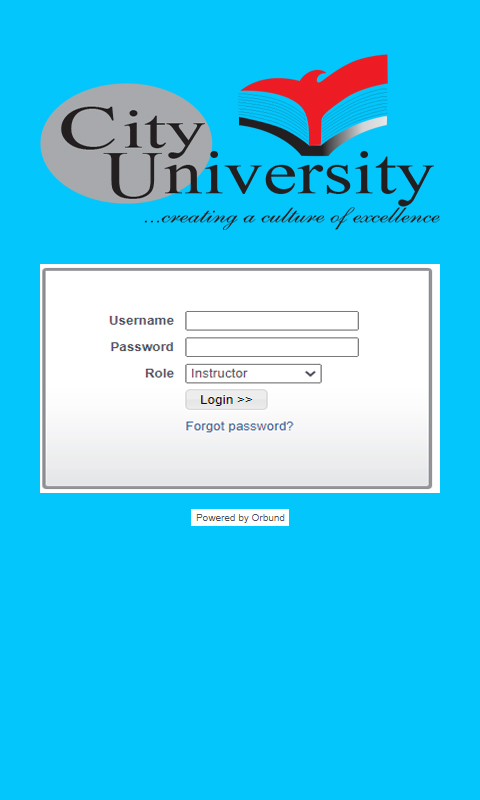 City
University
...creating a culture of excellence
Username
Password
Role Instructor
Login >>
Forgot password?
Powered by Orbund